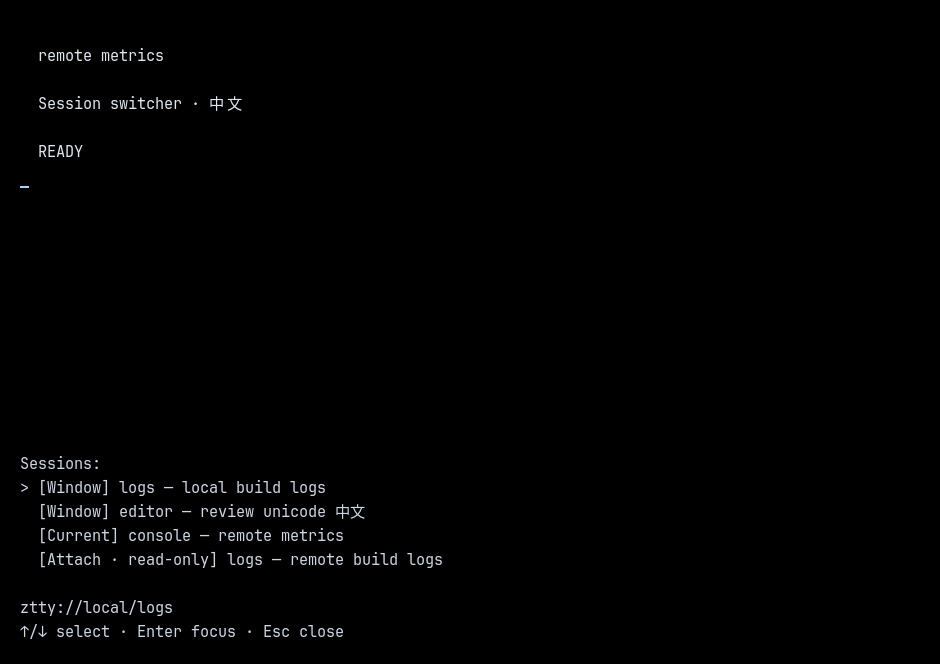 remote metrics
Session switcher · 中文
READY
Sessions:
> [Window] logs — local build logs
[Window] editor — review unicode 中文
[Current] console — remote metrics
[Attach · read-only] logs — remote build logs
ztty://local/logs
↑/↓ select · Enter focus · Esc close